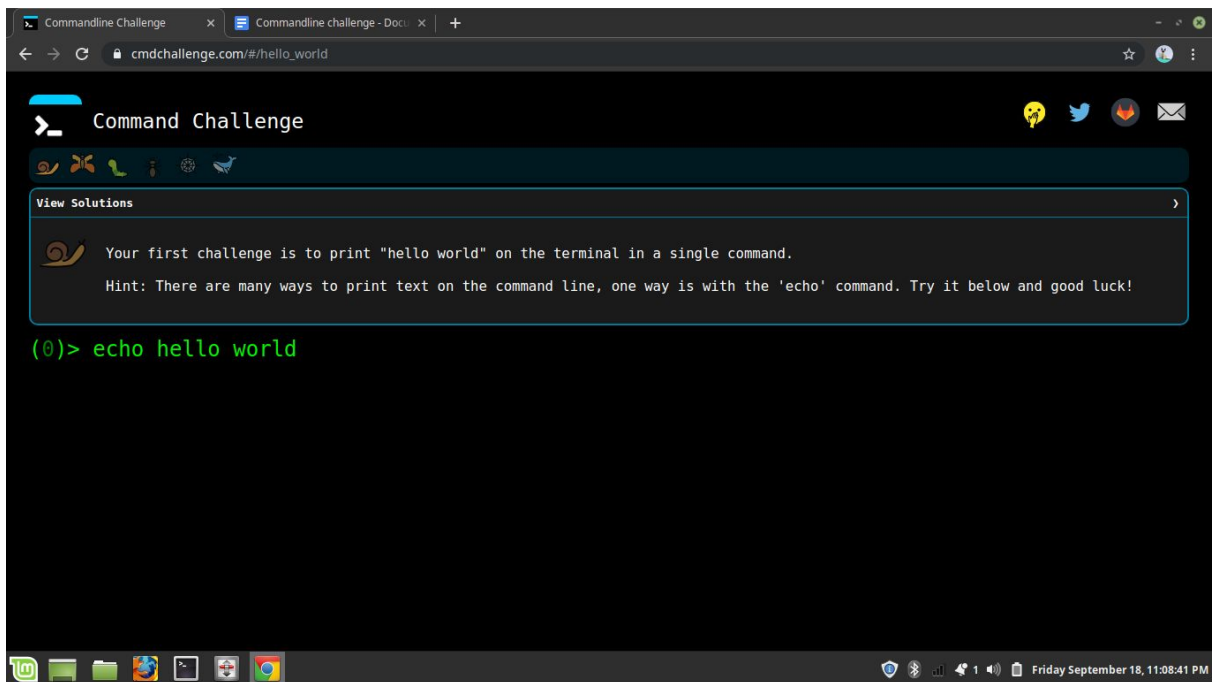 Commandline Challenge
Commandline challenge - Docu
cmdchallenge.com/#/hello_world
Command Challenge
View Solutions
Your first challenge is to print "hello world" on the terminal in a single command.
Hint: There are many ways to print text on the command line, one way is with the 'echo' command. Try it below and good luck!
(0)> echo hello world
1 Friday September 18, 11:08:41 PM